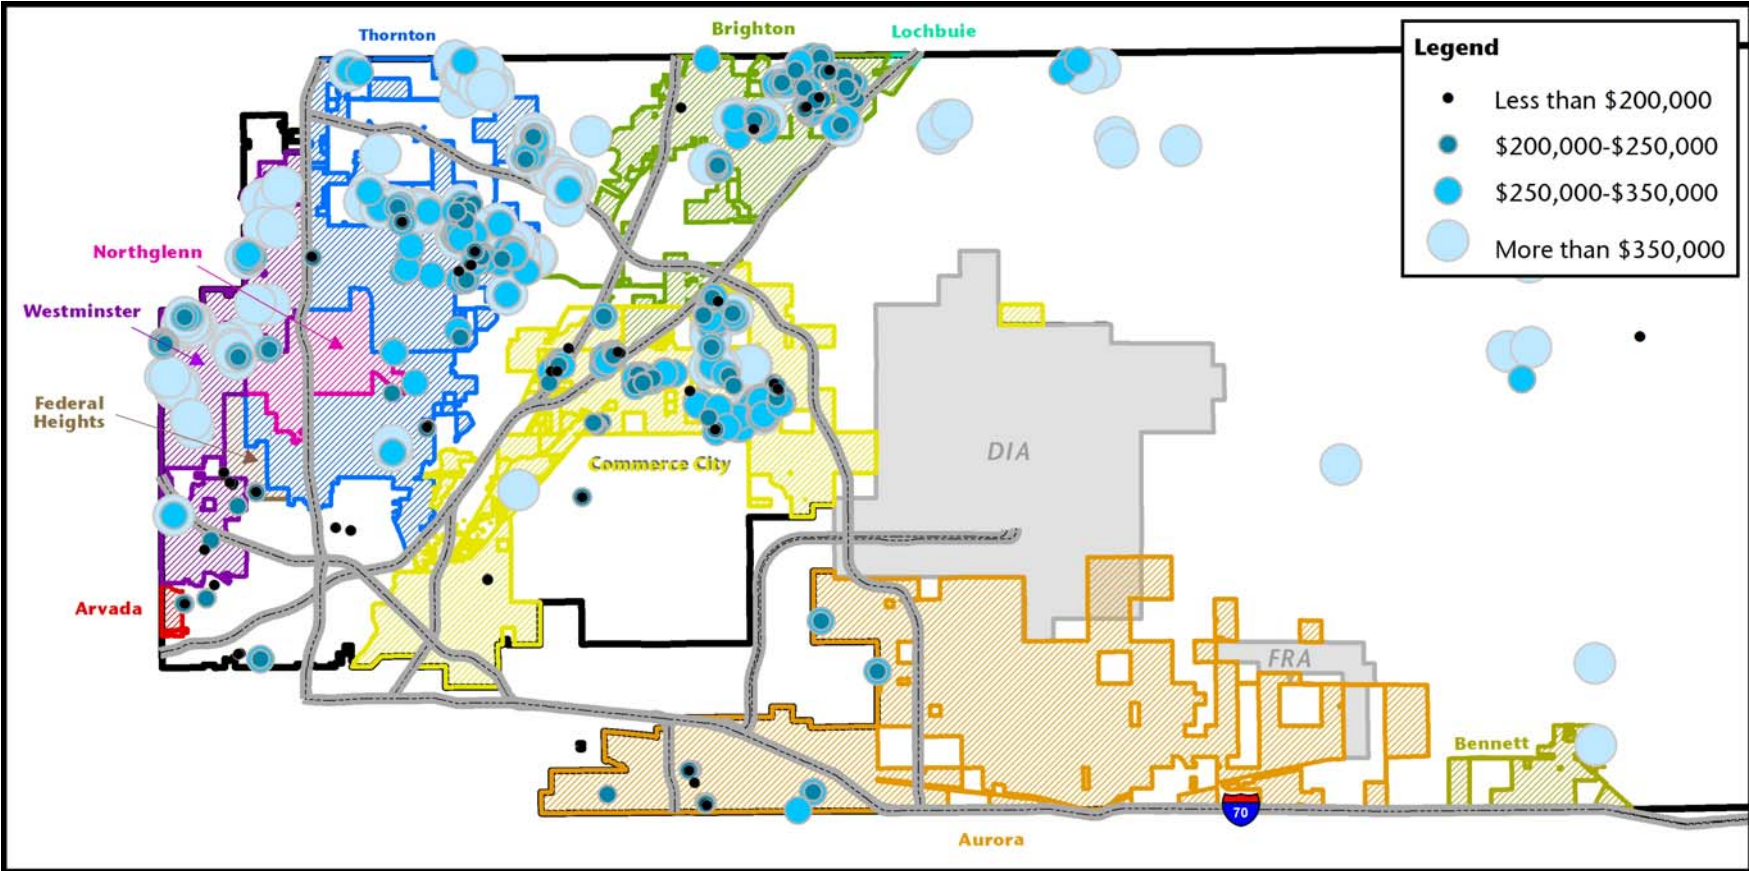 Thornton
Brighton
Lochbuie
Legend
Less than $200,000
$200,000-$250,000
$250,000-$350,000
More than $350,000
Northglenn
Westminster
Federal
Heights
Commerce City
DIA
Arvada
FRA
Bennett
70
Aurora